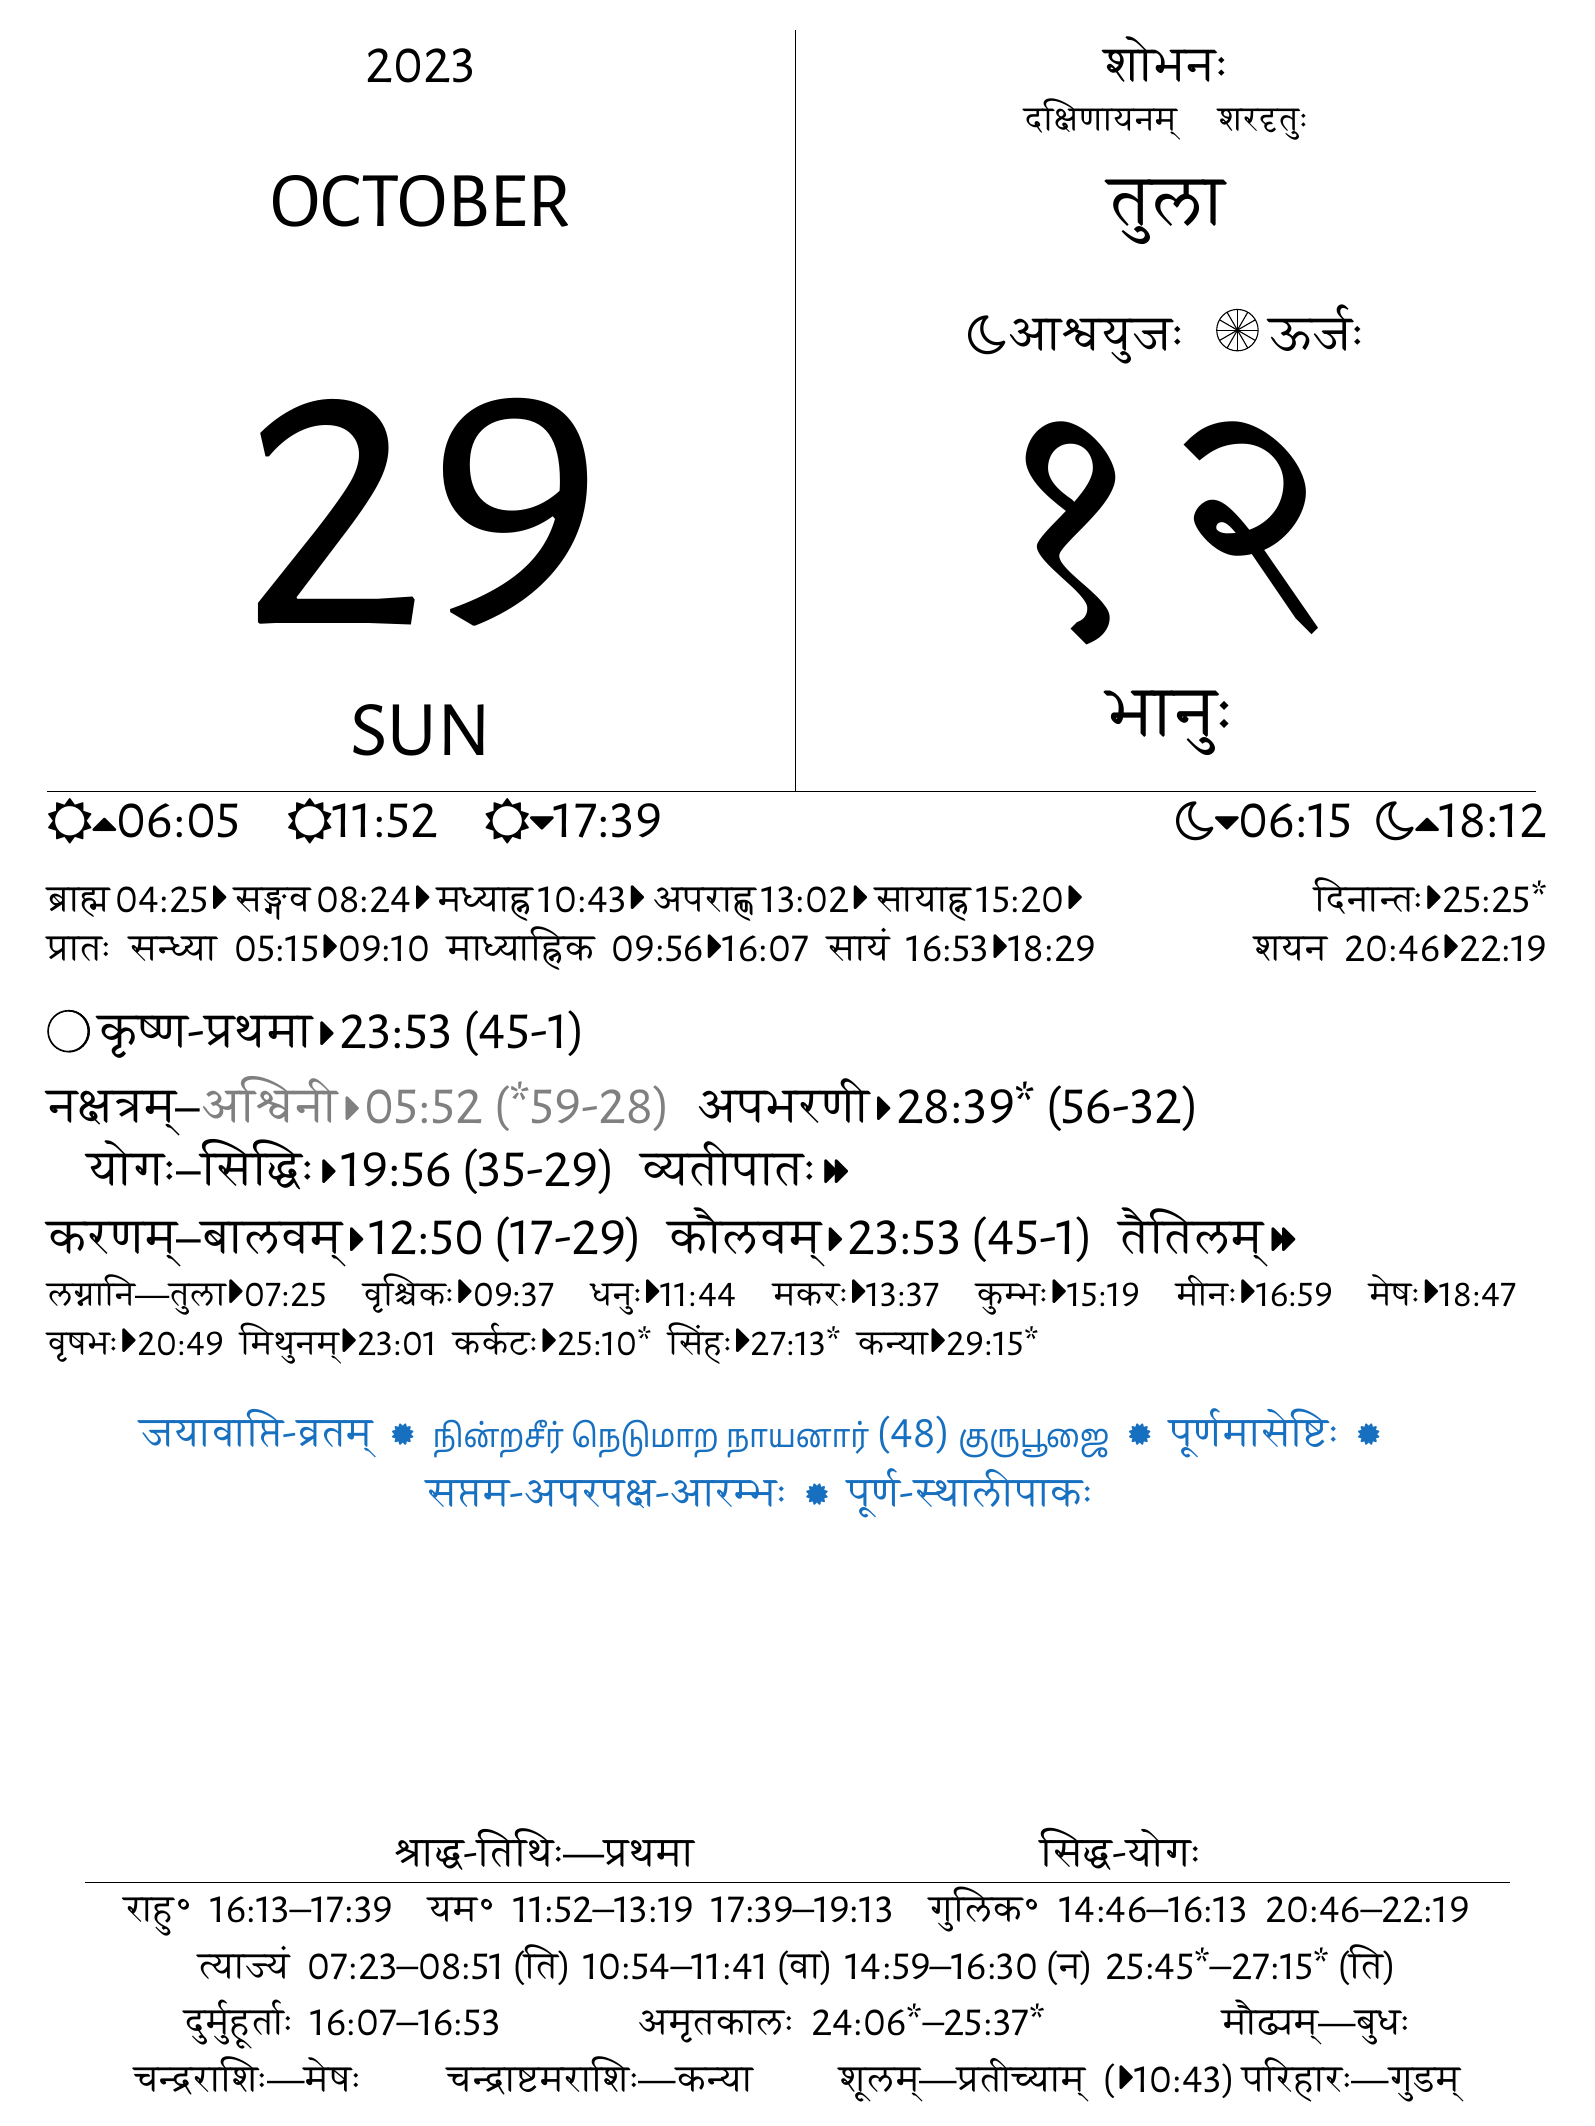 2023
OCTOBER
29
SUN
शोभनः
दक्षिणायनम् शरदृतुः
तुला
आश्वयुजः ऊर्जः
१२
भानुः
06:05 11:52 17:39 06:15 18:12
ब्राह्म 04:25 सङ्गव 08:24 मध्याह्न 10:43 अपराह्ण 13:02 सायाह्न 15:20 दिनान्तः 25:25*
प्रातः सन्ध्या 05:15 09:10 माध्याह्निक 09:56 16:07 सायं 16:53 18:29 शयन 20:46 22:19
कृष्ण-प्रथमा 23:53 (45-1)
नक्षत्रम्–अश्विनी 05:52 (*59-28) अपभरणी 28:39* (56-32)
योगः–सिद्धिः 19:56 (35-29) व्यतीपातः
करणम्–बालवम् 12:50 (17-29) कौलवम् 23:53 (45-1) तैतिलम्
लग्नानि—तुला 07:25 वृश्चिकः 09:37 धनुः 11:44 मकरः 13:37 कुम्भः 15:19 मीनः 16:59 मेषः 18:47
वृषभः 20:49 मिथुनम् 23:01 कर्कटः 25:10* सिंहः 27:13* कन्या 29:15*
जयावाप्ति-व्रतम् ✹ நின்றசீர் நெடுமாற நாயனார் (48) குருபூஜை ✹ पूर्णमासेष्टिः ✹
सप्तम-अपरपक्ष-आरम्भः ✹ पूर्ण-स्थालीपाकः
श्राद्ध-तिथिः—प्रथमा सिद्ध-योगः
राहु॰ 16:13–17:39 यम॰ 11:52–13:19 17:39–19:13 गुलिक॰ 14:46–16:13 20:46–22:19
त्याज्यं 07:23–08:51 (ति) 10:54–11:41 (वा) 14:59–16:30 (न) 25:45*–27:15* (ति)
दुर्मुहूर्ताः 16:07–16:53 अमृतकालः 24:06*–25:37* मौढ्यम्—बुधः
चन्द्रराशिः—मेषः चन्द्राष्टमराशिः—कन्या शूलम्—प्रतीच्याम् (10:43) परिहारः—गुडम्